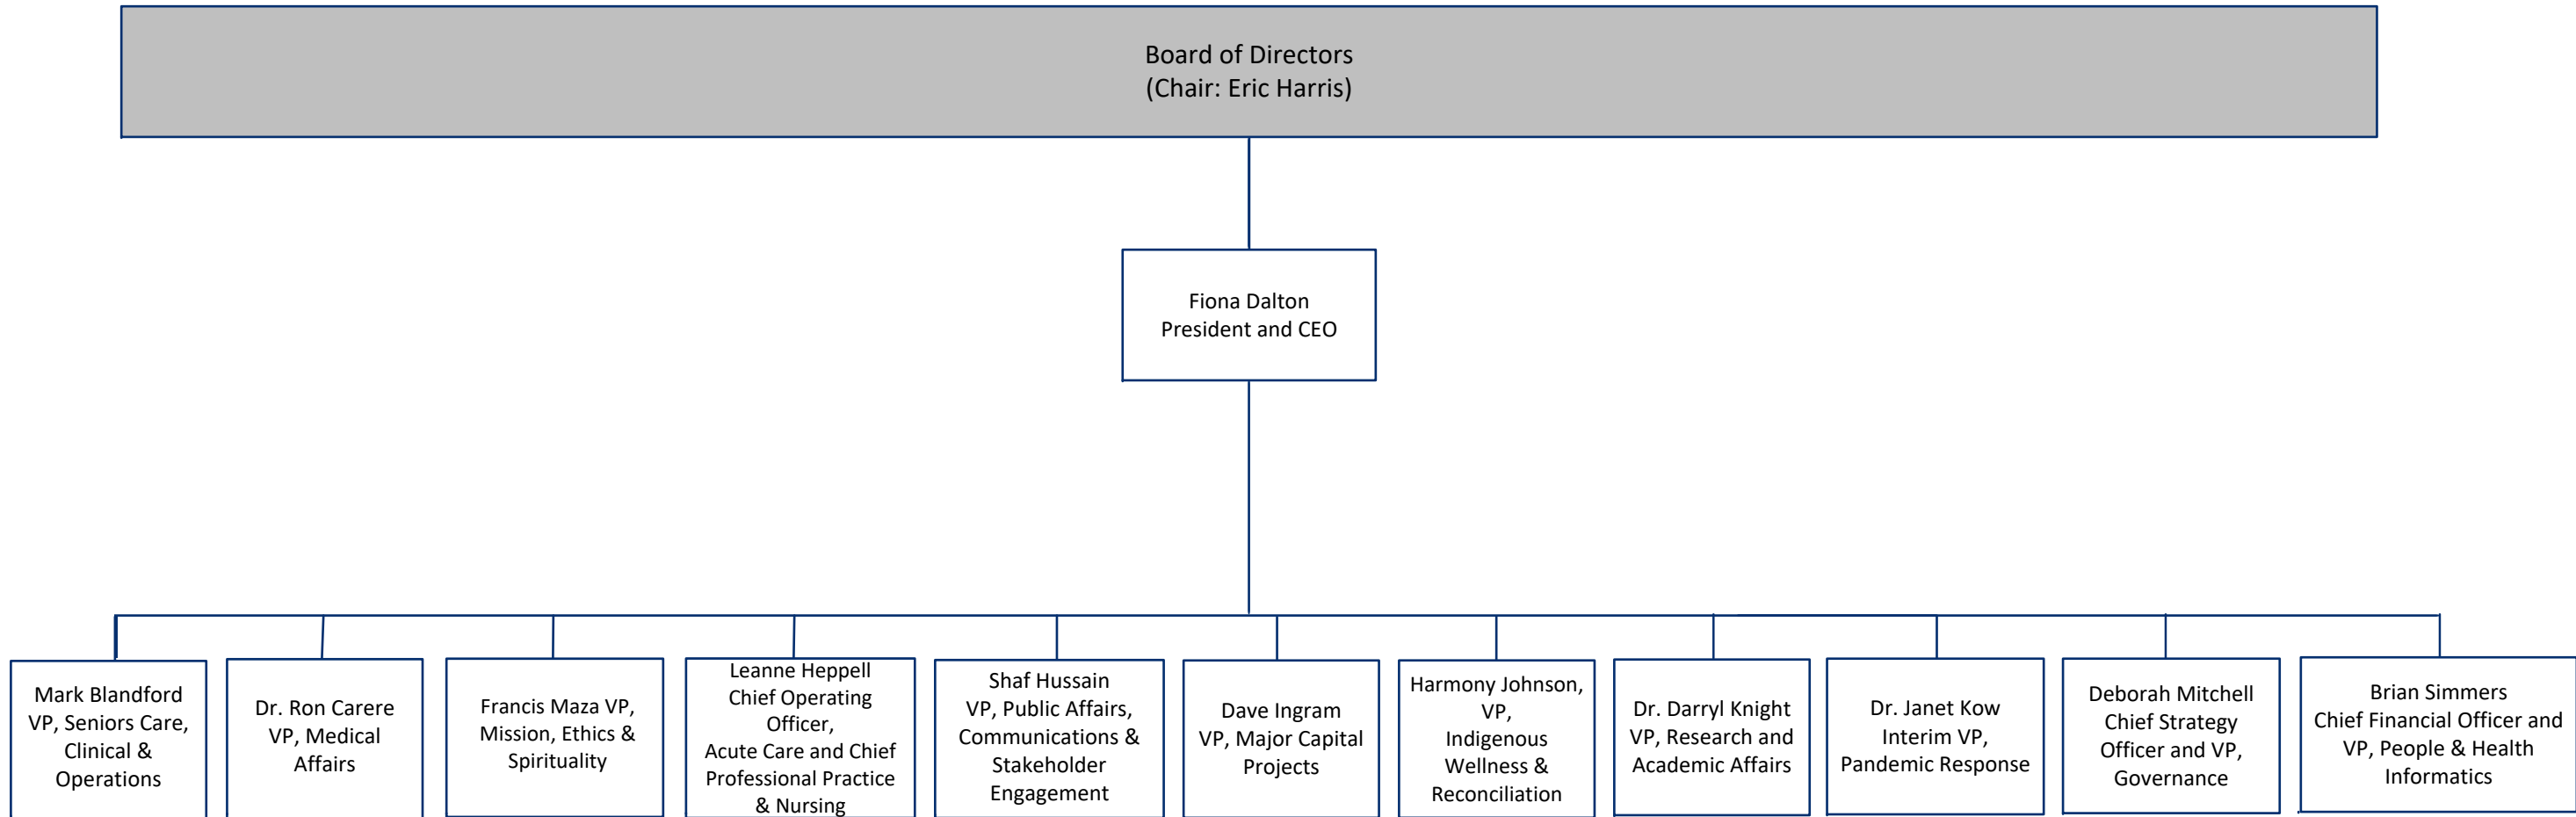 Board of Directors
(Chair: Eric Harris)
Fiona Dalton
President and CEO
Mark Blandford
VP, Seniors Care,
Clinical &
Operations
Dr. Ron Carere
VP, Medical
Affairs
Francis Maza VP,
Mission, Ethics &
Spirituality
Leanne Heppell
Chief Operating
Officer,
Acute Care and Chief
Professional Practice
& Nursing
Shaf Hussain
VP, Public Affairs,
Communications &
Stakeholder
Engagement
Dave Ingram
VP, Major Capital
Projects
Harmony Johnson,
VP,
Indigenous
Wellness &
Reconciliation
Dr. Darryl Knight
VP, Research and
Academic Affairs
Dr. Janet Kow
Interim VP,
Pandemic Response
Deborah Mitchell
Chief Strategy
Officer and VP,
Governance
Brian Simmers
Chief Financial Officer and
VP, People & Health
Informatics